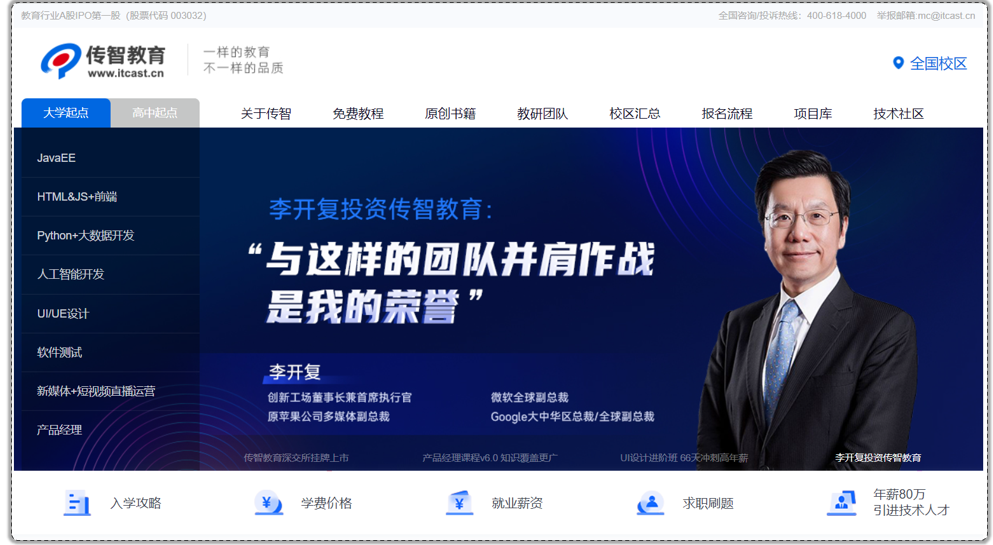 教育行业A股IPO第一股（股票代码 003032）
全国咨询/投诉热线：400-618-4000 举报邮箱:mc@itcast.cn
传智教育
www.itcast.cn
一样的教育
不一样的品质
全国校区
大学起点 高中起点 关于传智 免费教程 原创书籍 教研团队 校区汇总 报名流程 项目库 技术社区
JavaEE
HTML&JS+前端
Python+大数据开发
人工智能开发
UI/UE设计
软件测试
新媒体+短视频直播运营
产品经理
李开复投资传智教育：
“与这样的团队并肩作战
是我的荣誉”
李开复
创新工场董事长兼首席执行官 微软全球副总裁
原苹果公司多媒体副总裁 Google大中华区总裁/全球副总裁
传智教育深交所挂牌上市 产品经理课程v6.0 知识覆盖更广 UI设计进阶班 66天冲刺高年薪 李开复投资传智教育
入学攻略 学费价格 就业薪资 求职刷题
年薪80万
引进技术人才